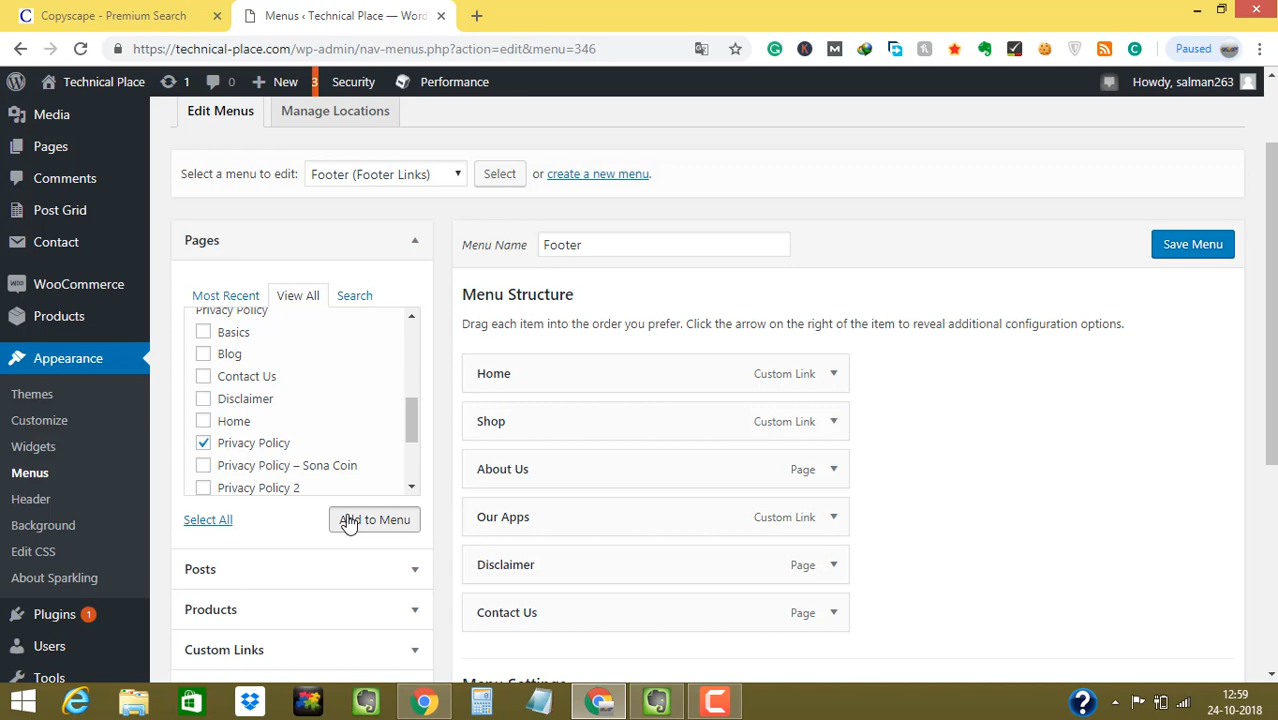 Copyscape - Premium Search
Menus ‹ Technical Place — Wor
https://technical-place.com/wp-admin/nav-menus.php?action=edit&menu=346
Paused
Technical Place
1
0
New
3
Security
Performance
Howdy, salman263
Media
Pages
Comments
Post Grid
Contact
WooCommerce
Products
Appearance
Themes
Customize
Widgets
Menus
Header
Background
Edit CSS
About Sparkling
Plugins 1
Users
Tools
Edit Menus
Manage Locations
Select a menu to edit:
Footer (Footer Links)
Select
or create a new menu.
Pages
Most Recent
View All
Search
Privacy Policy
Basics
Blog
Contact Us
Disclaimer
Home
Privacy Policy
Privacy Policy – Sona Coin
Privacy Policy 2
Select All
Add to Menu
Posts
Products
Custom Links
Menu Name
Footer
Save Menu
Menu Structure
Drag each item into the order you prefer. Click the arrow on the right of the item to reveal additional configuration options.
Home Custom Link
Shop Custom Link
About Us Page
Our Apps Custom Link
Disclaimer Page
Contact Us Page
Menu Settings
12:59
24-10-2018